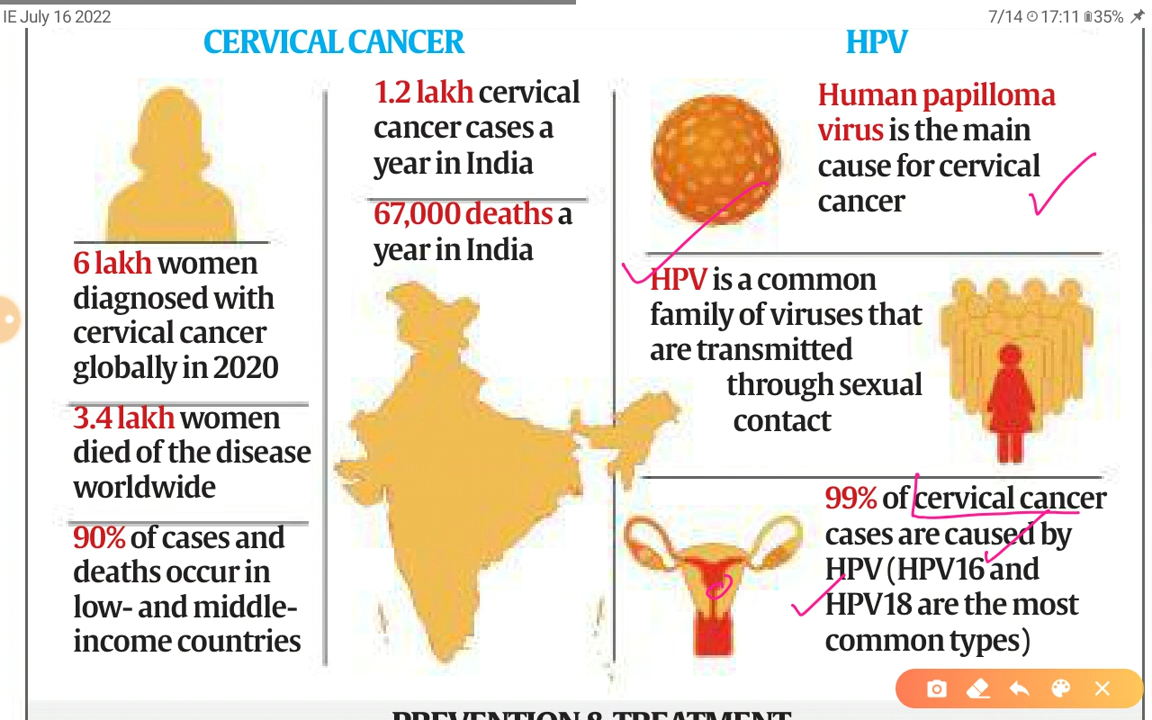 IE July 16 2022
7/14 17:11 35%
CERVICAL CANCER
6 lakh women
diagnosed with
cervical cancer
globally in 2020
3.4 lakh women
died of the disease
worldwide
90% of cases and
deaths occur in
low- and middle-
income countries
1.2 lakh cervical
cancer cases a
year in India
67,000 deaths a
year in India
HPV
Human papilloma
virus is the main
cause for cervical
cancer
HPV is a common
family of viruses that
are transmitted
through sexual
contact
99% of cervical cancer
cases are caused by
HPV (HPV16 and
HPV18 are the most
common types)
PREVENTION & TREATMENT